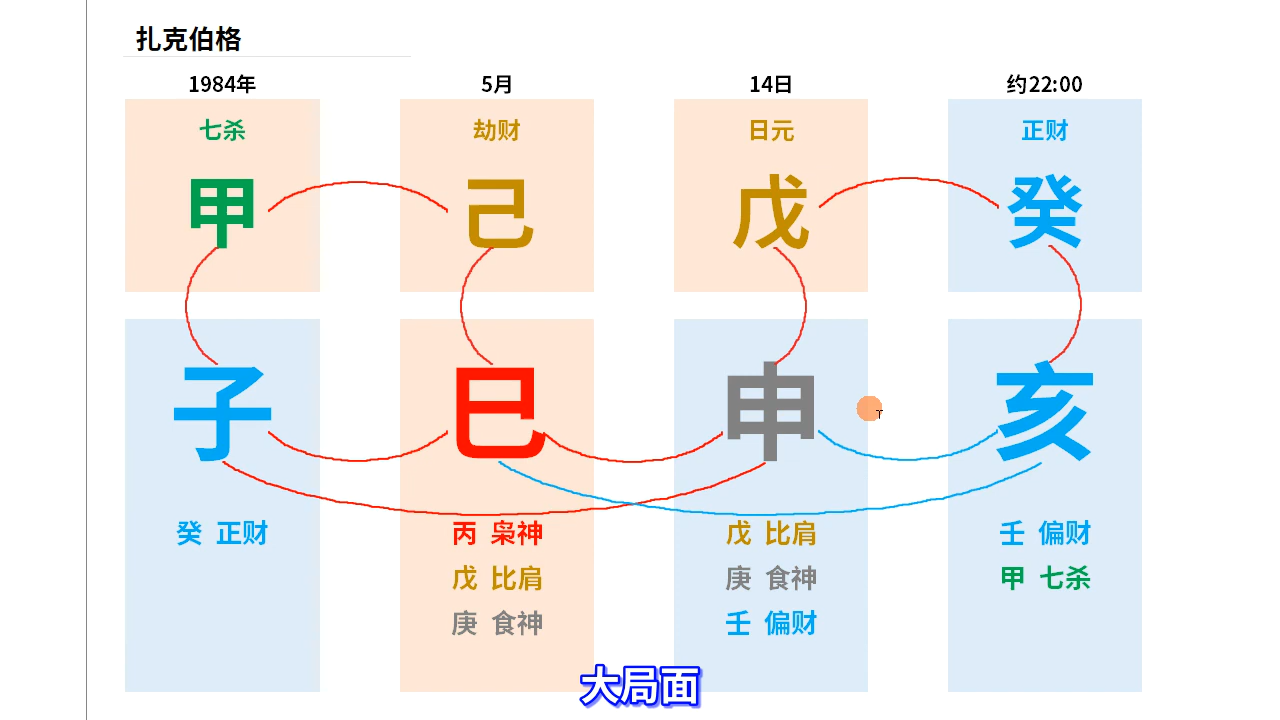 扎克伯格
1984年 5月 14日 约22:00
七杀 劫财 日元 正财
甲 己 戊 癸
子 巳 申 亥
癸 正财 丙 枭神 戊 比肩 壬 偏财
戊 比肩 庚 食神 甲 七杀
庚 食神 壬 偏财
大局面